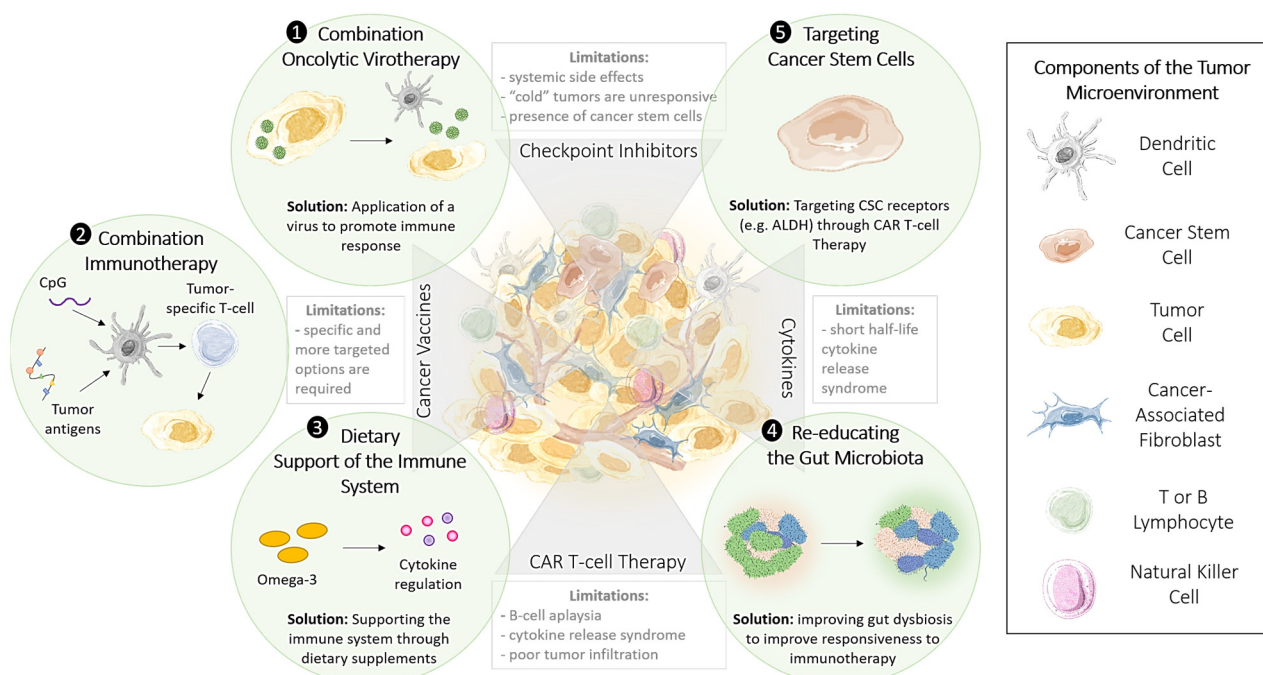 1 Combination
Oncolytic Virotherapy
Solution: Application of a
virus to promote immune
response
Limitations:
- systemic side effects
- “cold” tumors are unresponsive
- presence of cancer stem cells
Checkpoint Inhibitors
5 Targeting
Cancer Stem Cells
Solution: Targeting CSC receptors
(e.g. ALDH) through CAR T-cell
Therapy
2 Combination
Immunotherapy
CpG
Tumor-
specific T-cell
Tumor
antigens
Limitations:
- specific and
more targeted
options are
required
Cancer Vaccines
Cytokines
Limitations:
- short half-life
cytokine
release
syndrome
3 Dietary
Support of the Immune
System
Omega-3
Cytokine
regulation
Solution: Supporting the
immune system through
dietary supplements
CAR T-cell Therapy
Limitations:
- B-cell aplaysia
- cytokine release syndrome
- poor tumor infiltration
4 Re-educating
the Gut Microbiota
Solution: improving gut dysbiosis
to improve responsiveness to
immunotherapy
Components of the Tumor
Microenvironment
Dendritic
Cell
Cancer Stem
Cell
Tumor
Cell
Cancer-
Associated
Fibroblast
T or B
Lymphocyte
Natural Killer
Cell